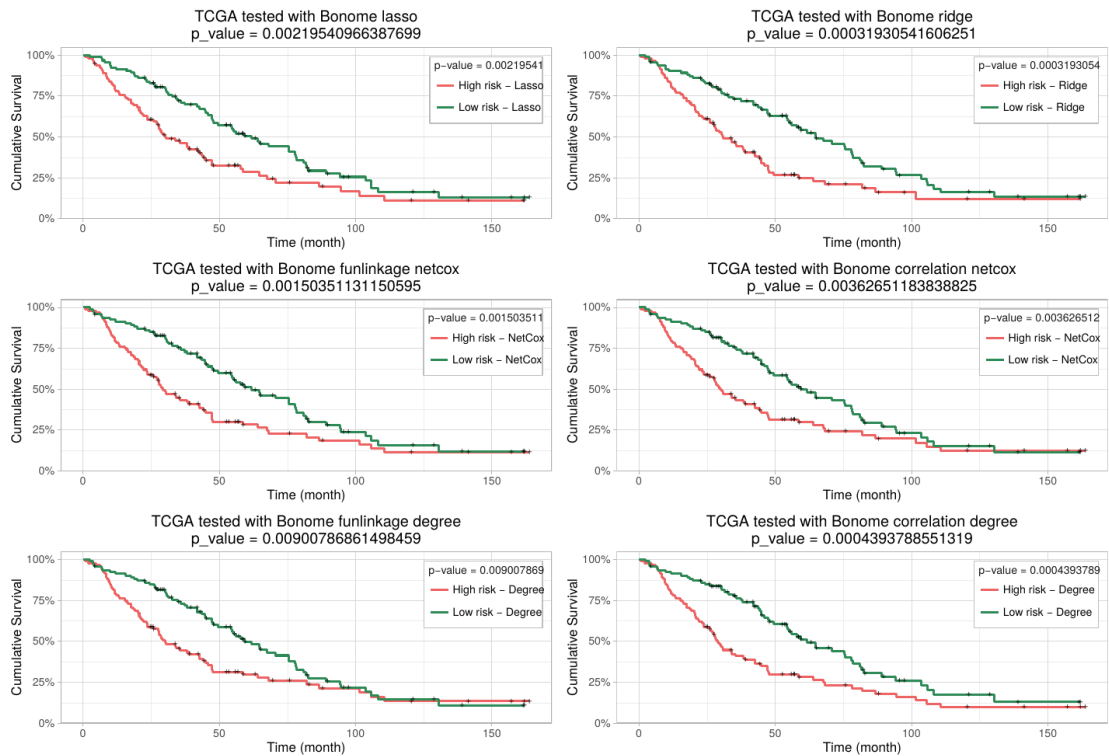 TCGA tested with Bonome lasso
p_value = 0.00219540966387699
100%
75%
50%
25%
0%
Cumulative Survival
p−value = 0.00219541
High risk − Lasso
Low risk − Lasso
0
50
100
150
Time (month)
TCGA tested with Bonome ridge
p_value = 0.00031930541606251
100%
75%
50%
25%
0%
Cumulative Survival
p−value = 0.0003193054
High risk − Ridge
Low risk − Ridge
0
50
100
150
Time (month)
TCGA tested with Bonome funlinkage netcox
p_value = 0.00150351131150595
100%
75%
50%
25%
0%
Cumulative Survival
p−value = 0.001503511
High risk − NetCox
Low risk − NetCox
0
50
100
150
Time (month)
TCGA tested with Bonome correlation netcox
p_value = 0.00362651183838825
100%
75%
50%
25%
0%
Cumulative Survival
p−value = 0.003626512
High risk − NetCox
Low risk − NetCox
0
50
100
150
Time (month)
TCGA tested with Bonome funlinkage degree
p_value = 0.00900786861498459
100%
75%
50%
25%
0%
Cumulative Survival
p−value = 0.009007869
High risk − Degree
Low risk − Degree
0
50
100
150
Time (month)
TCGA tested with Bonome correlation degree
p_value = 0.0004393788551319
100%
75%
50%
25%
0%
Cumulative Survival
p−value = 0.0004393789
High risk − Degree
Low risk − Degree
0
50
100
150
Time (month)